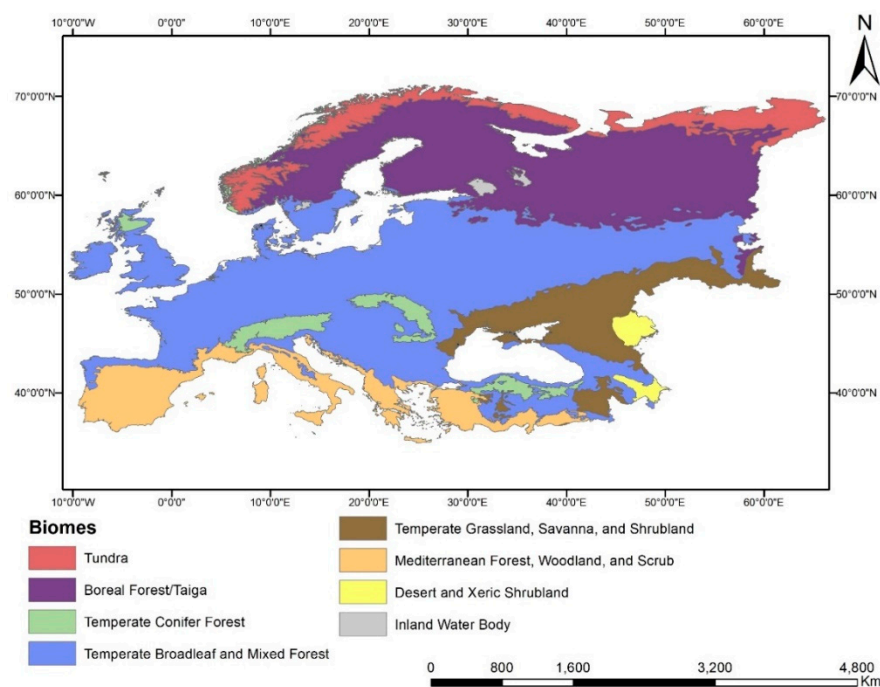 10°0'0"W 0°0'0" 10°0'0"E 20°0'0"E 30°0'0"E 40°0'0"E 50°0'0"E 60°0'0"E
N
70°0'0"N 70°0'0"N
60°0'0"N 60°0'0"N
50°0'0"N 50°0'0"N
40°0'0"N 40°0'0"N
10°0'0"W 0°0'0" 10°0'0"E 20°0'0"E 30°0'0"E 40°0'0"E 50°0'0"E 60°0'0"E
Biomes
Tundra
Boreal Forest/Taiga
Temperate Conifer Forest
Temperate Broadleaf and Mixed Forest
Temperate Grassland, Savanna, and Shrubland
Mediterranean Forest, Woodland, and Scrub
Desert and Xeric Shrubland
Inland Water Body
0 800 1,600 3,200 4,800
Km